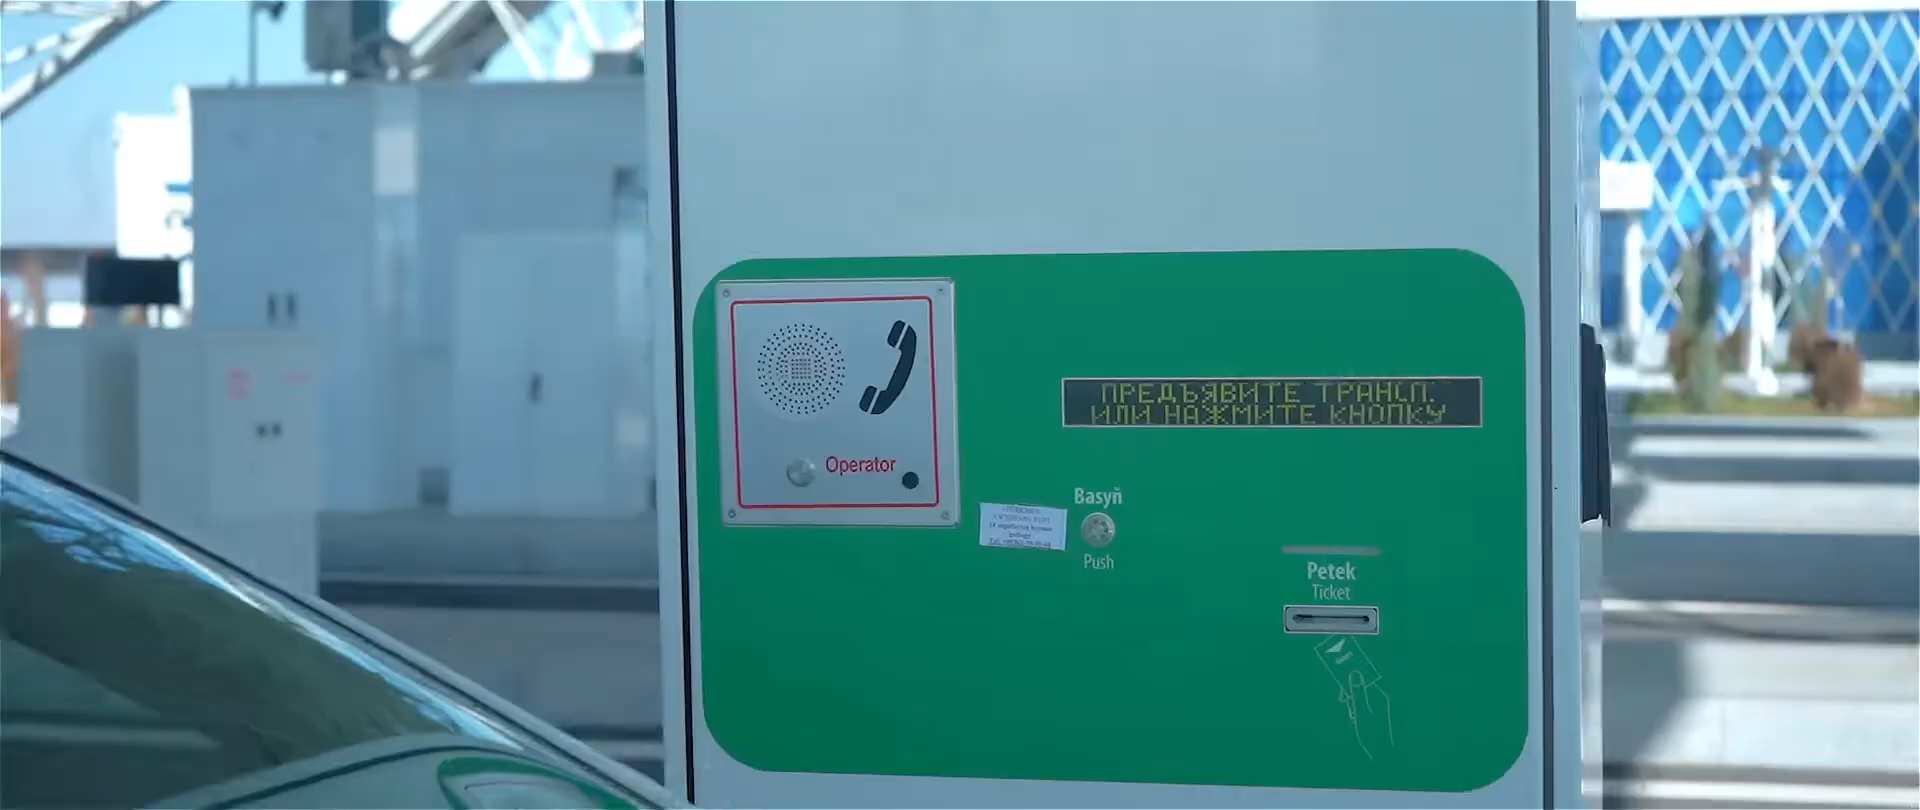 Operator
ПРЕДЪЯВИТЕ ТРАНСП.
ИЛИ НАЖМИТЕ КНОПКУ
Basyň
Push
Petek
Ticket